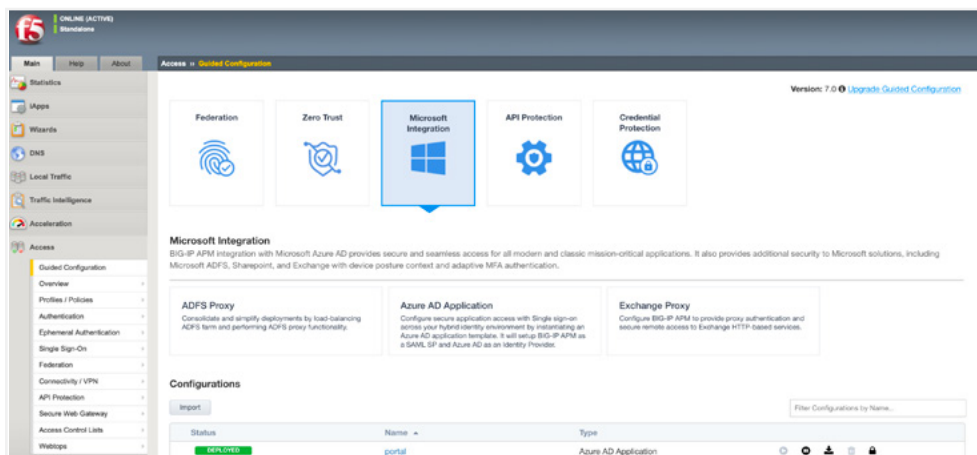 f5
ONLINE (ACTIVE)
Standalone
Main Help About
Access » Guided Configuration
Statistics
iApps
Wizards
DNS
Local Traffic
Traffic Intelligence
Acceleration
Access
Guided Configuration
Overview
Profiles / Policies
Authentication
Ephemeral Authentication
Single Sign-On
Federation
Connectivity / VPN
API Protection
Secure Web Gateway
Access Control Lists
Webtops
Version: 7.0 Upgrade Guided Configuration
Federation
Zero Trust
Microsoft
Integration
API Protection
Credential
Protection
Microsoft Integration
BIG-IP APM integration with Microsoft Azure AD provides secure and seamless access for all modern and classic mission-critical applications. It also provides additional security to Microsoft solutions, including
Microsoft ADFS, Sharepoint, and Exchange with device posture context and adaptive MFA authentication.
ADFS Proxy
Consolidate and simplify deployments by load-balancing
ADFS farm and performing ADFS proxy functionality.
Azure AD Application
Configure secure application access with Single sign-on
across your hybrid identity environment by instantiating an
Azure AD application template. It will setup BIG-IP APM as
a SAML SP and Azure AD as an Identity Provider.
Exchange Proxy
Configure BIG-IP APM to provide proxy authentication and
secure remote access to Exchange HTTP-based services.
Configurations
Import
Filter Configurations by Name...
Status Name Type
DEPLOYED portal Azure AD Application